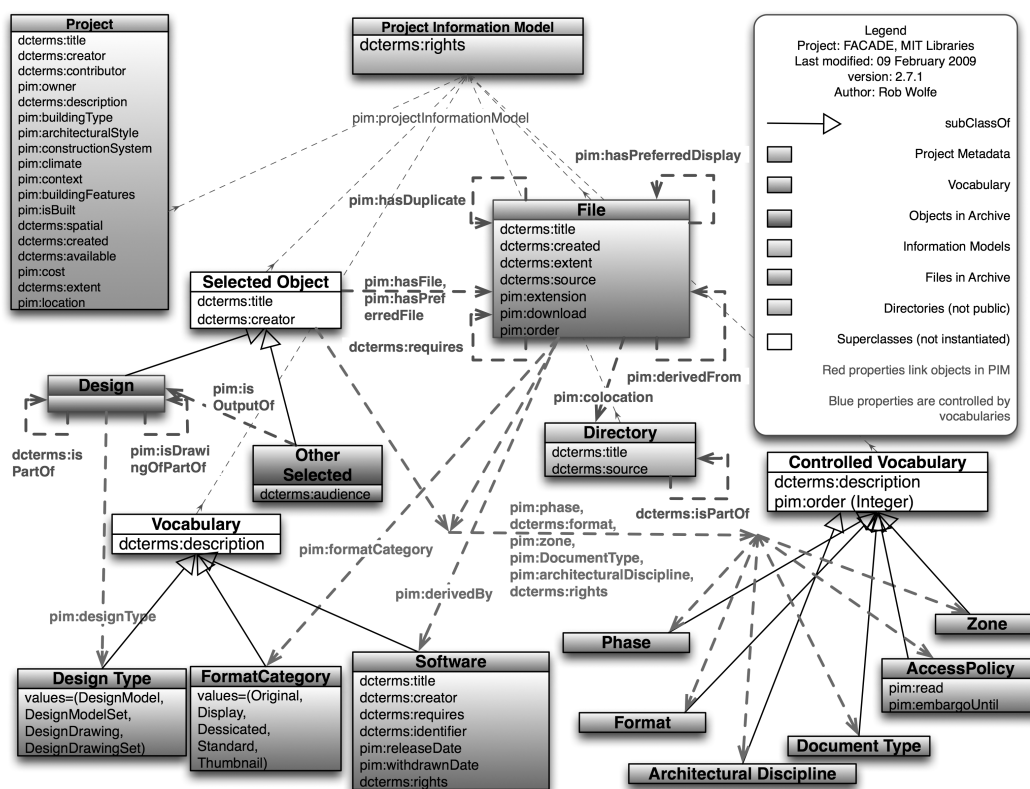 Project
dcterms:title
dcterms:creator
dcterms:contributor
pim:owner
dcterms:description
pim:buildingType
pim:architecturalStyle
pim:constructionSystem
pim:climate
pim:context
pim:buildingFeatures
pim:isBuilt
dcterms:spatial
dcterms:created
dcterms:available
pim:cost
dcterms:extent
pim:location
Project Information Model
dcterms:rights
Legend
Project: FACADE, MIT Libraries
Last modified: 09 February 2009
version: 2.7.1
Author: Rob Wolfe
subClassOf
Project Metadata
Vocabulary
Objects in Archive
Information Models
Files in Archive
Directories (not public)
Superclasses (not instantiated)
Red properties link objects in PIM
Blue properties are controlled by
vocabularies
pim:projectInformationModel
pim:hasPreferredDisplay
pim:hasDuplicate
File
dcterms:title
dcterms:created
dcterms:extent
dcterms:source
pim:extension
pim:download
pim:order
Selected Object
dcterms:title
dcterms:creator
pim:hasFile,
pim:hasPref
erredFile
dcterms:requires
pim:derivedFrom
pim:colocation
Design
pim:is
OutputOf
dcterms:is
PartOf
pim:isDrawi
ngOfPartOf
Other
Selected
dcterms:audience
Directory
dcterms:title
dcterms:source
dcterms:isPartOf
Controlled Vocabulary
dcterms:description
pim:order (Integer)
Vocabulary
dcterms:description
pim:formatCategory
pim:phase,
dcterms:format,
pim:zone,
pim:DocumentType,
pim:architecturalDiscipline,
dcterms:rights
pim:derivedBy
pim:designType
Design Type
values=(DesignModel,
DesignModelSet,
DesignDrawing,
DesignDrawingSet)
FormatCategory
values=(Original,
Display,
Dessicated,
Standard,
Thumbnail)
Software
dcterms:title
dcterms:creator
dcterms:requires
dcterms:identifier
pim:releaseDate
pim:withdrawnDate
dcterms:rights
Phase
Zone
AccessPolicy
pim:read
pim:embargoUntil
Format
Document Type
Architectural Discipline